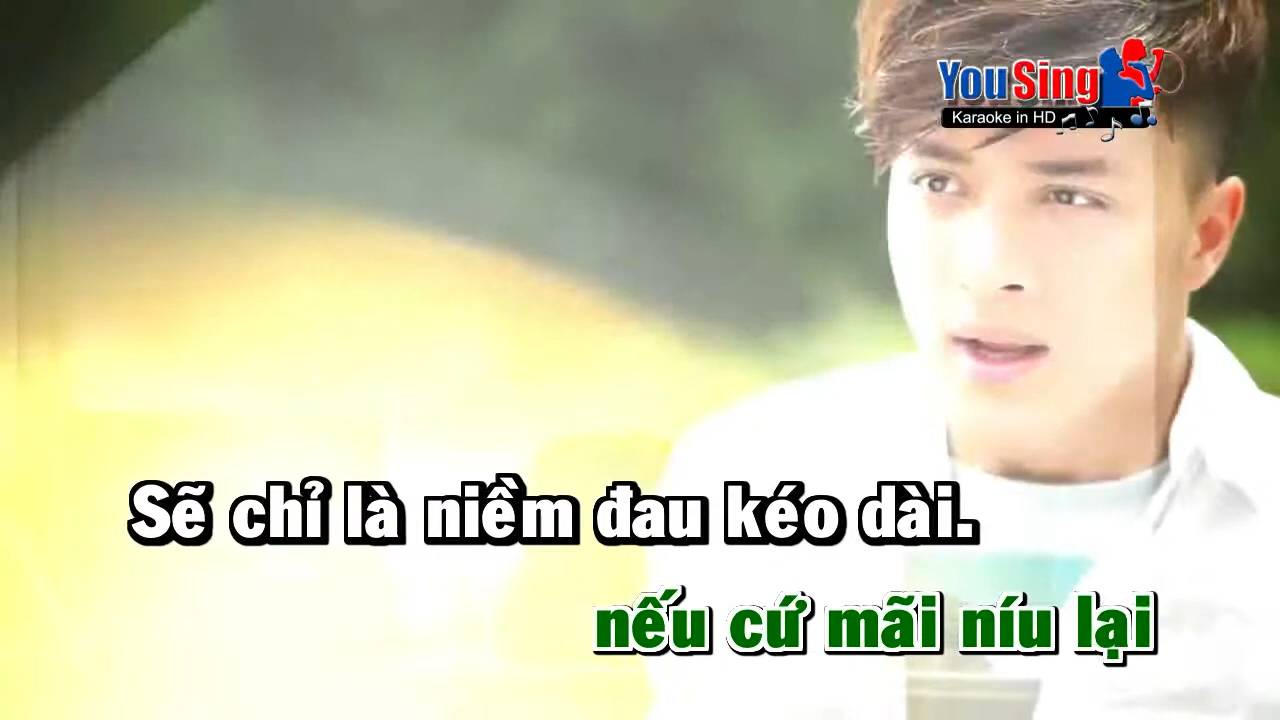 YouSing
Karaoke in HD
Sẽ chỉ là niềm đau kéo dài.
nếu cứ mãi níu lại